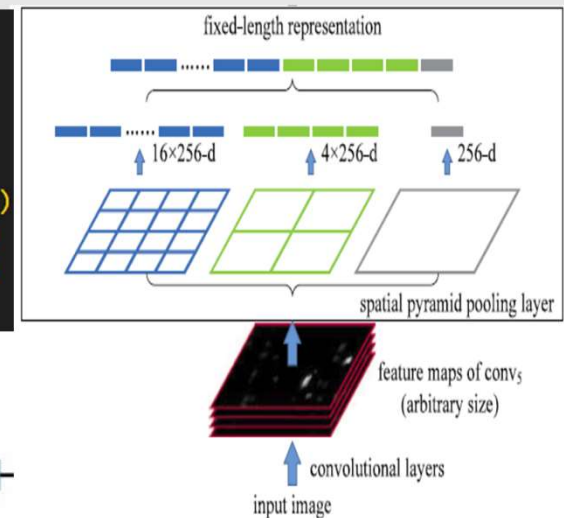 fixed-length representation
......
......
16×256-d
4×256-d
256-d
)
spatial pyramid pooling layer
feature maps of conv₅
(arbitrary size)
convolutional layers
input image